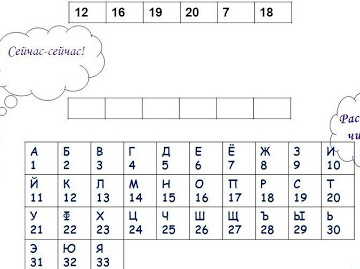 12 16 19 20 7 18
Сейчас-сейчас!
А Б В Г Д Е Ё Ж З И
1 2 3 4 5 6 7 8 9 10
Й К Л М Н О П Р С Т
11 12 13 14 15 16 17 18 19 20
У Ф Х Ц Ч Ш Щ Ъ Ы Ь
21 22 23 24 25 26 27 28 29 30
Э Ю Я
31 32 33